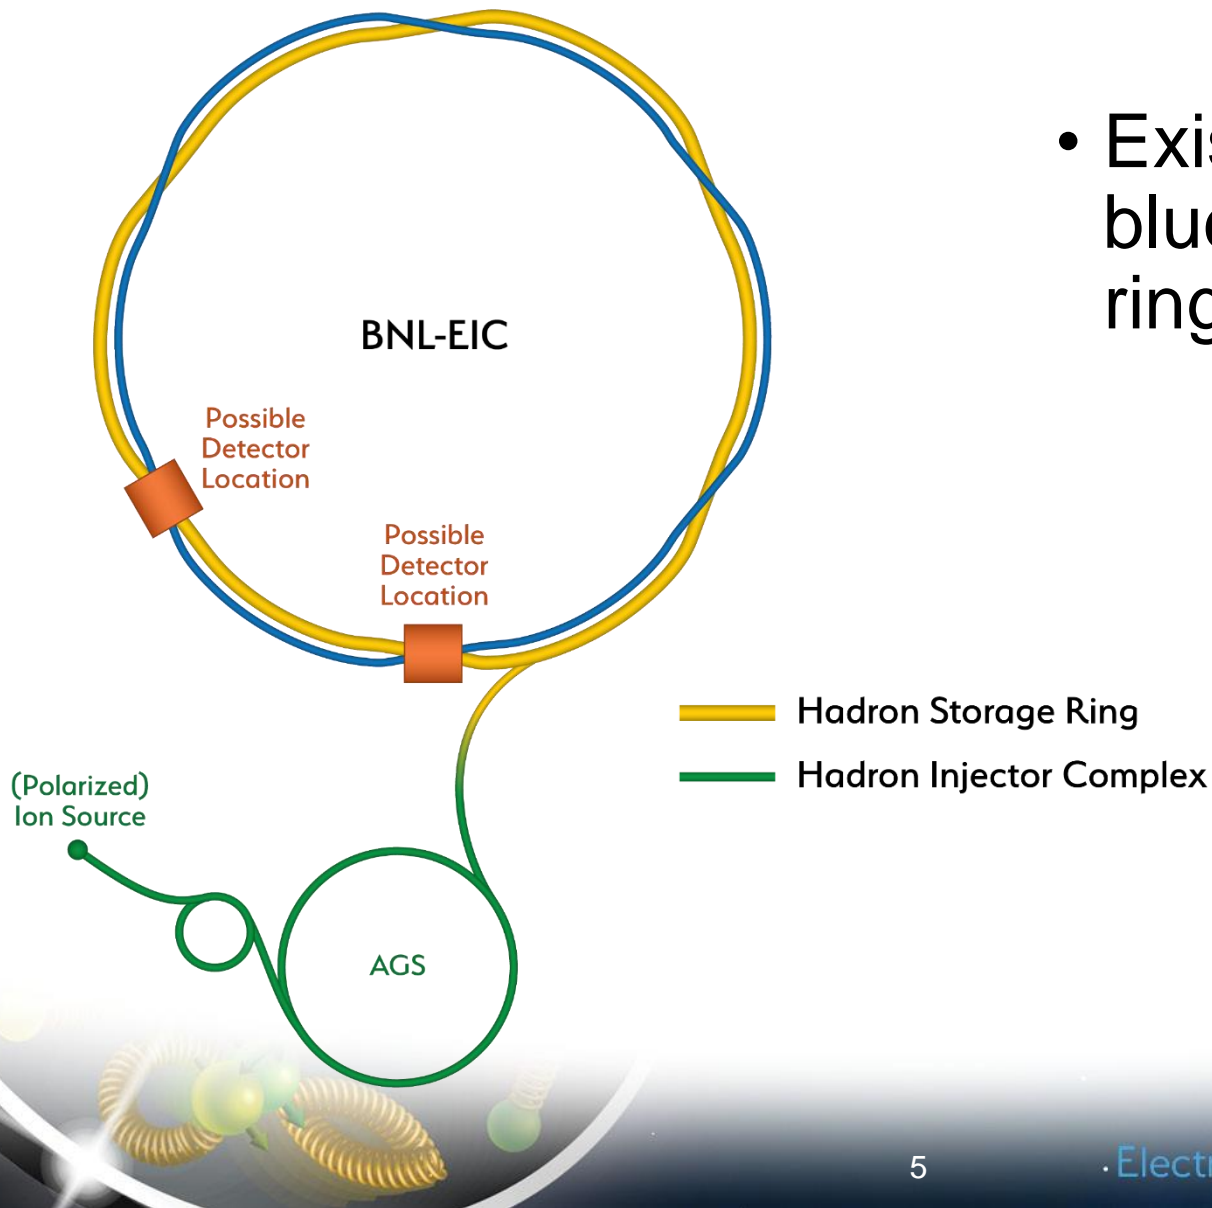 BNL-EIC
Possible
Detector
Location
Possible
Detector
Location
Hadron Storage Ring
Hadron Injector Complex
(Polarized)
Ion Source
AGS
5